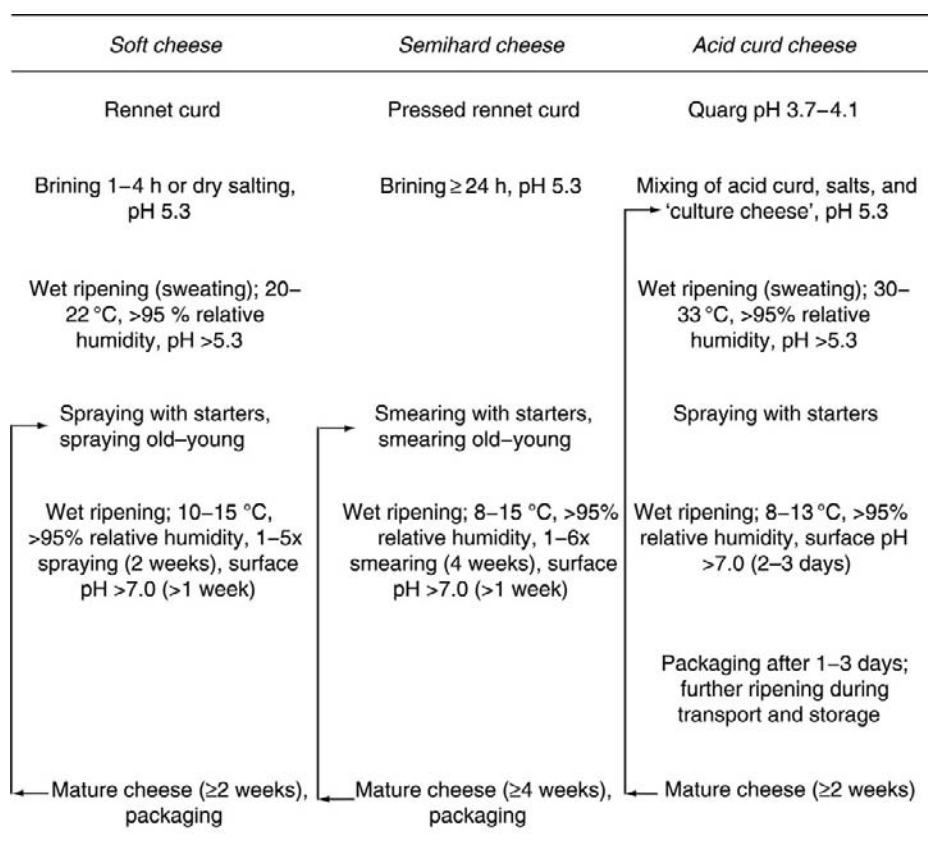 Soft cheese
Semihard cheese
Acid curd cheese
Rennet curd
Pressed rennet curd
Quarg pH 3.7–4.1
Brining 1–4 h or dry salting,
pH 5.3
Brining ≥ 24 h, pH 5.3
Mixing of acid curd, salts, and
‘culture cheese’, pH 5.3
Wet ripening (sweating); 20–
22 °C, >95 % relative
humidity, pH >5.3
Wet ripening (sweating); 30–
33 °C, >95% relative
humidity, pH >5.3
Spraying with starters,
spraying old–young
Smearing with starters,
smearing old–young
Spraying with starters
Wet ripening; 10–15 °C,
>95% relative humidity, 1–5x
spraying (2 weeks), surface
pH >7.0 (>1 week)
Wet ripening; 8–15 °C, >95%
relative humidity, 1–6x
smearing (4 weeks), surface
pH >7.0 (>1 week)
Wet ripening; 8–13 °C, >95%
relative humidity, surface pH
>7.0 (2–3 days)
Packaging after 1–3 days;
further ripening during
transport and storage
Mature cheese (≥2 weeks),
packaging
Mature cheese (≥4 weeks),
packaging
Mature cheese (≥2 weeks)